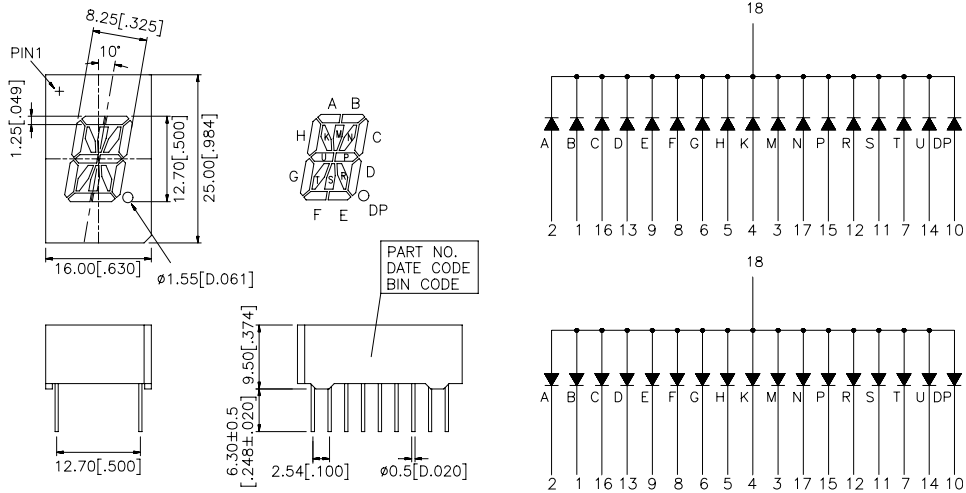 8.25[.325]
10°
PIN1
1.25[.049]
12.70[.500]
25.00[.984]
16.00[.630]
ø1.55[D.061]
A B
H K M N C
U P
G T S R D
F E DP
PART NO.
DATE CODE
BIN CODE
9.50[.374]
6.30±0.5
[.248±.020]
12.70[.500]
2.54[.100]
ø0.5[D.020]
18
A B C D E F G H K M N P R S T U DP
2 1 16 13 9 8 6 5 4 3 17 15 12 11 7 14 10
18
A B C D E F G H K M N P R S T U DP
2 1 16 13 9 8 6 5 4 3 17 15 12 11 7 14 10